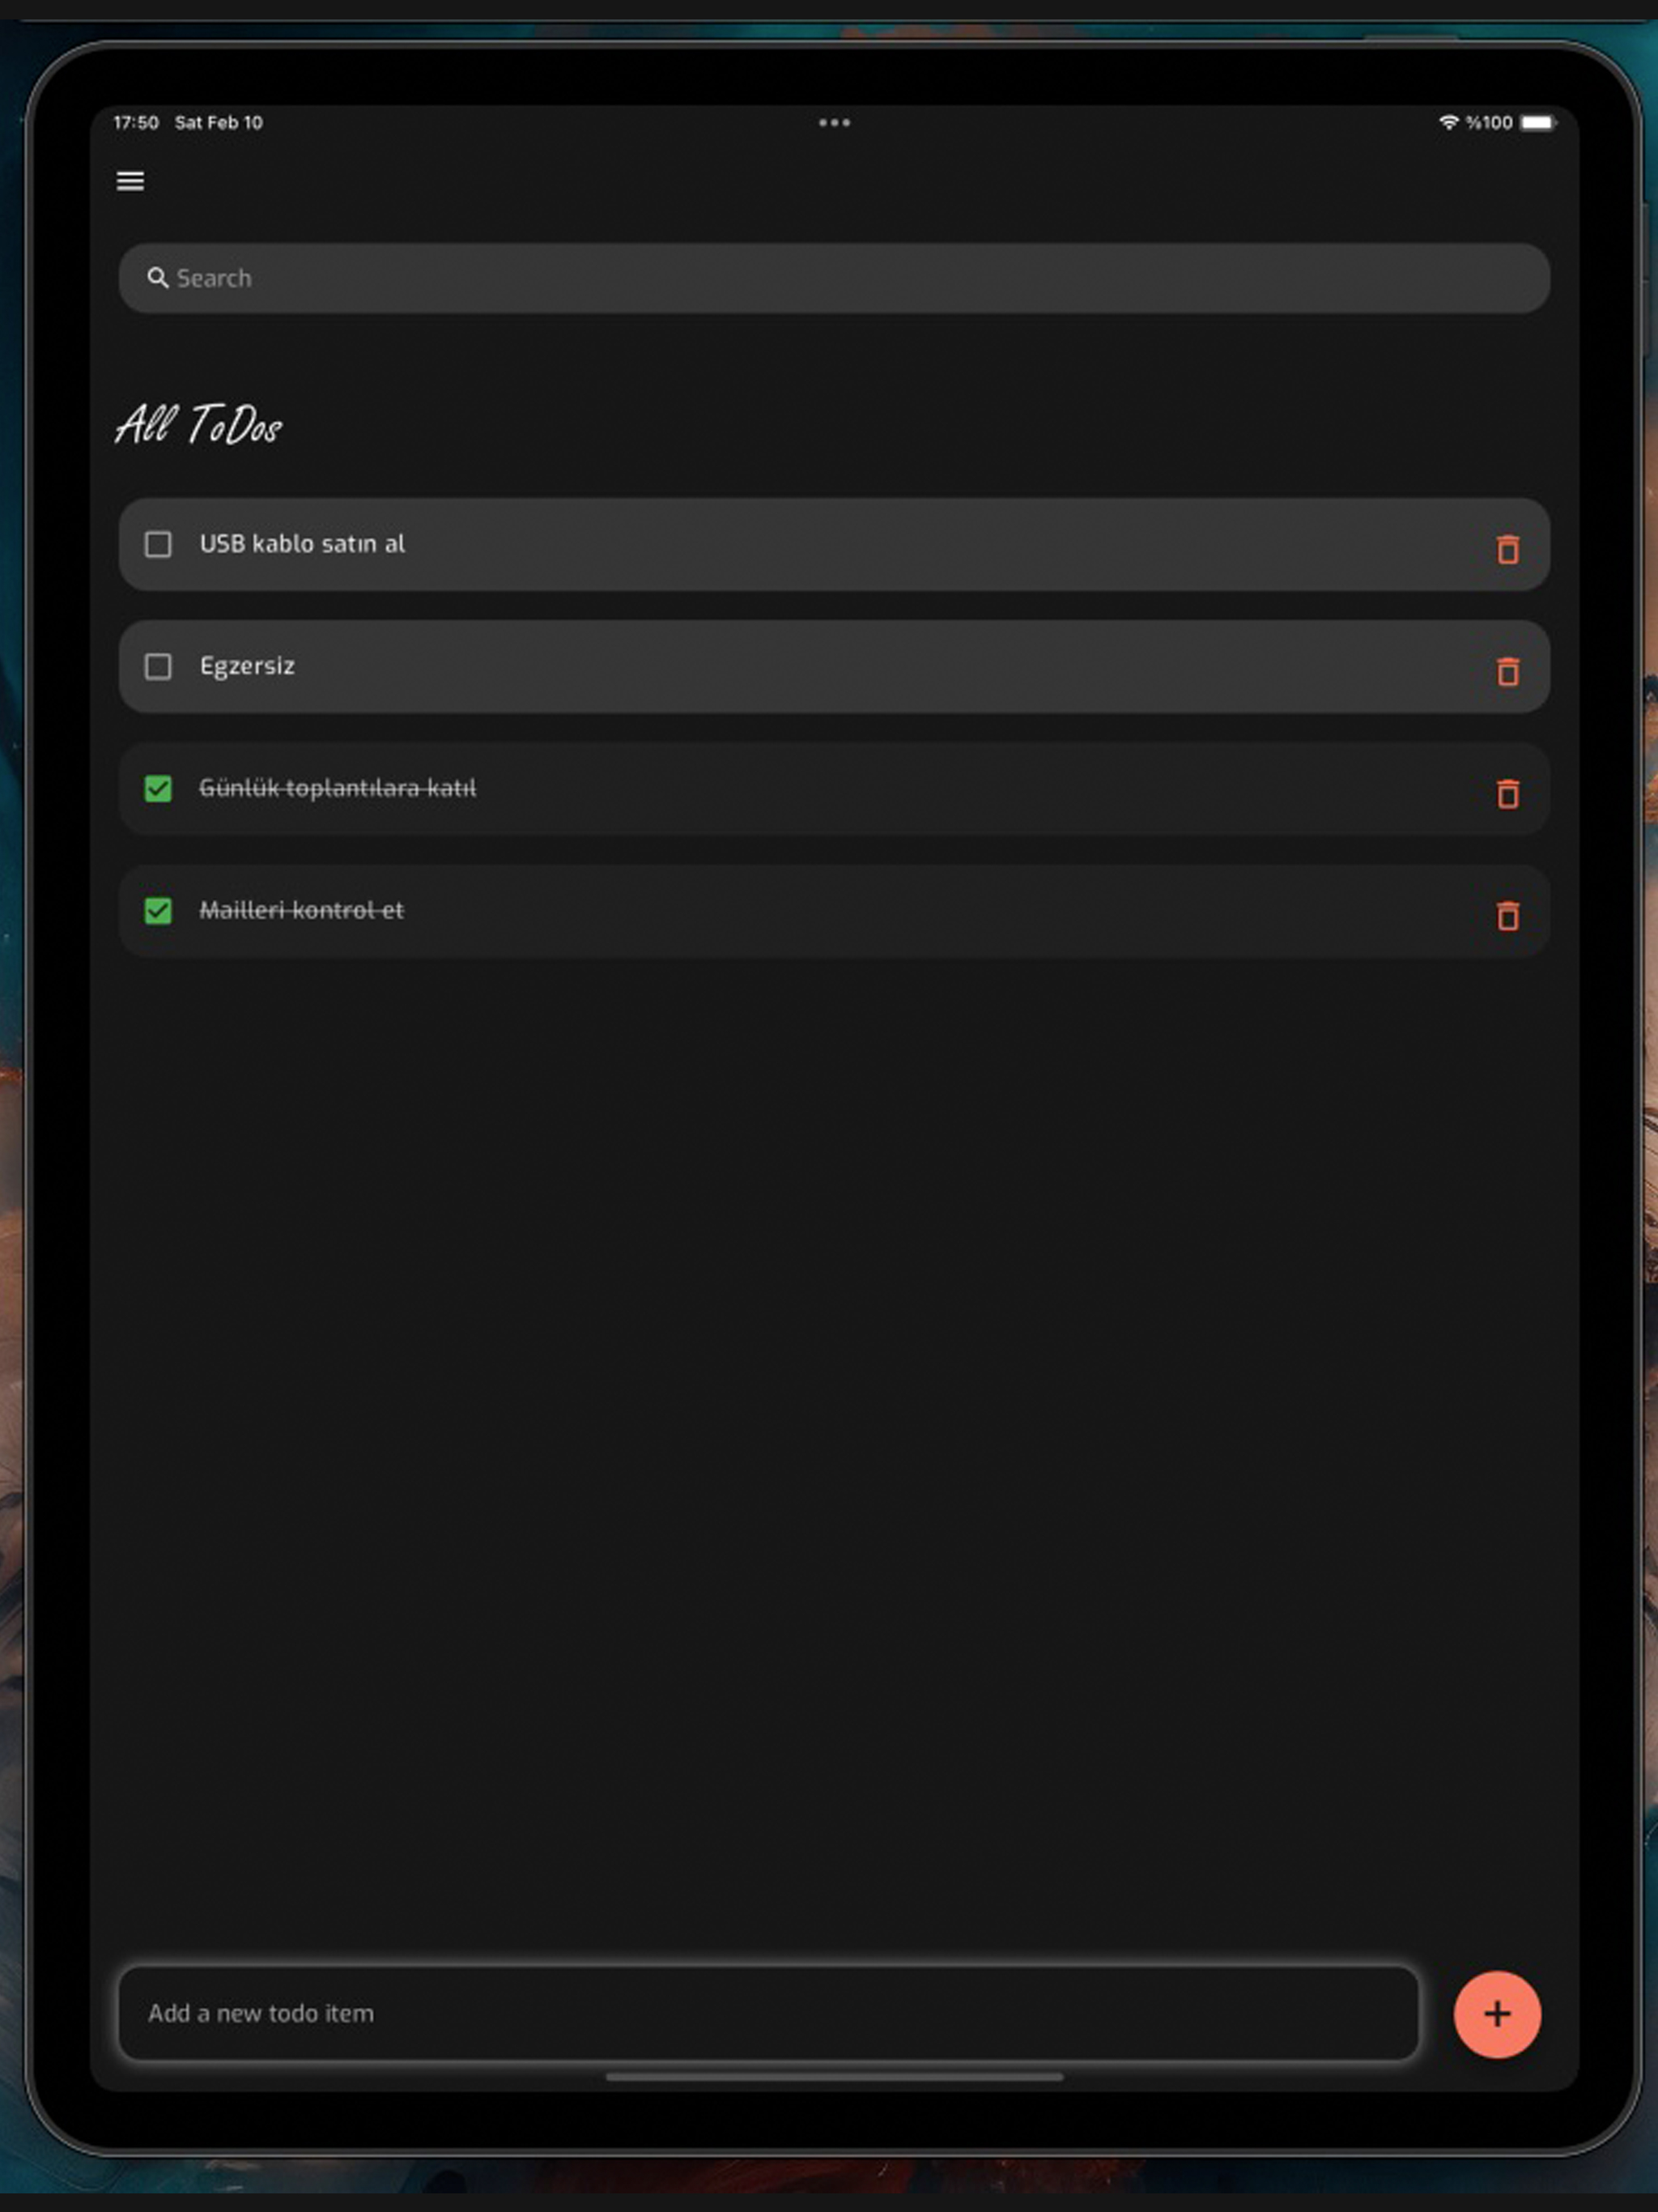 17:50 Sat Feb 10 %100
Search
All ToDos
USB kablo satın al
Egzersiz
Günlük toplantılara katıl
Mailleri kontrol et
Add a new todo item